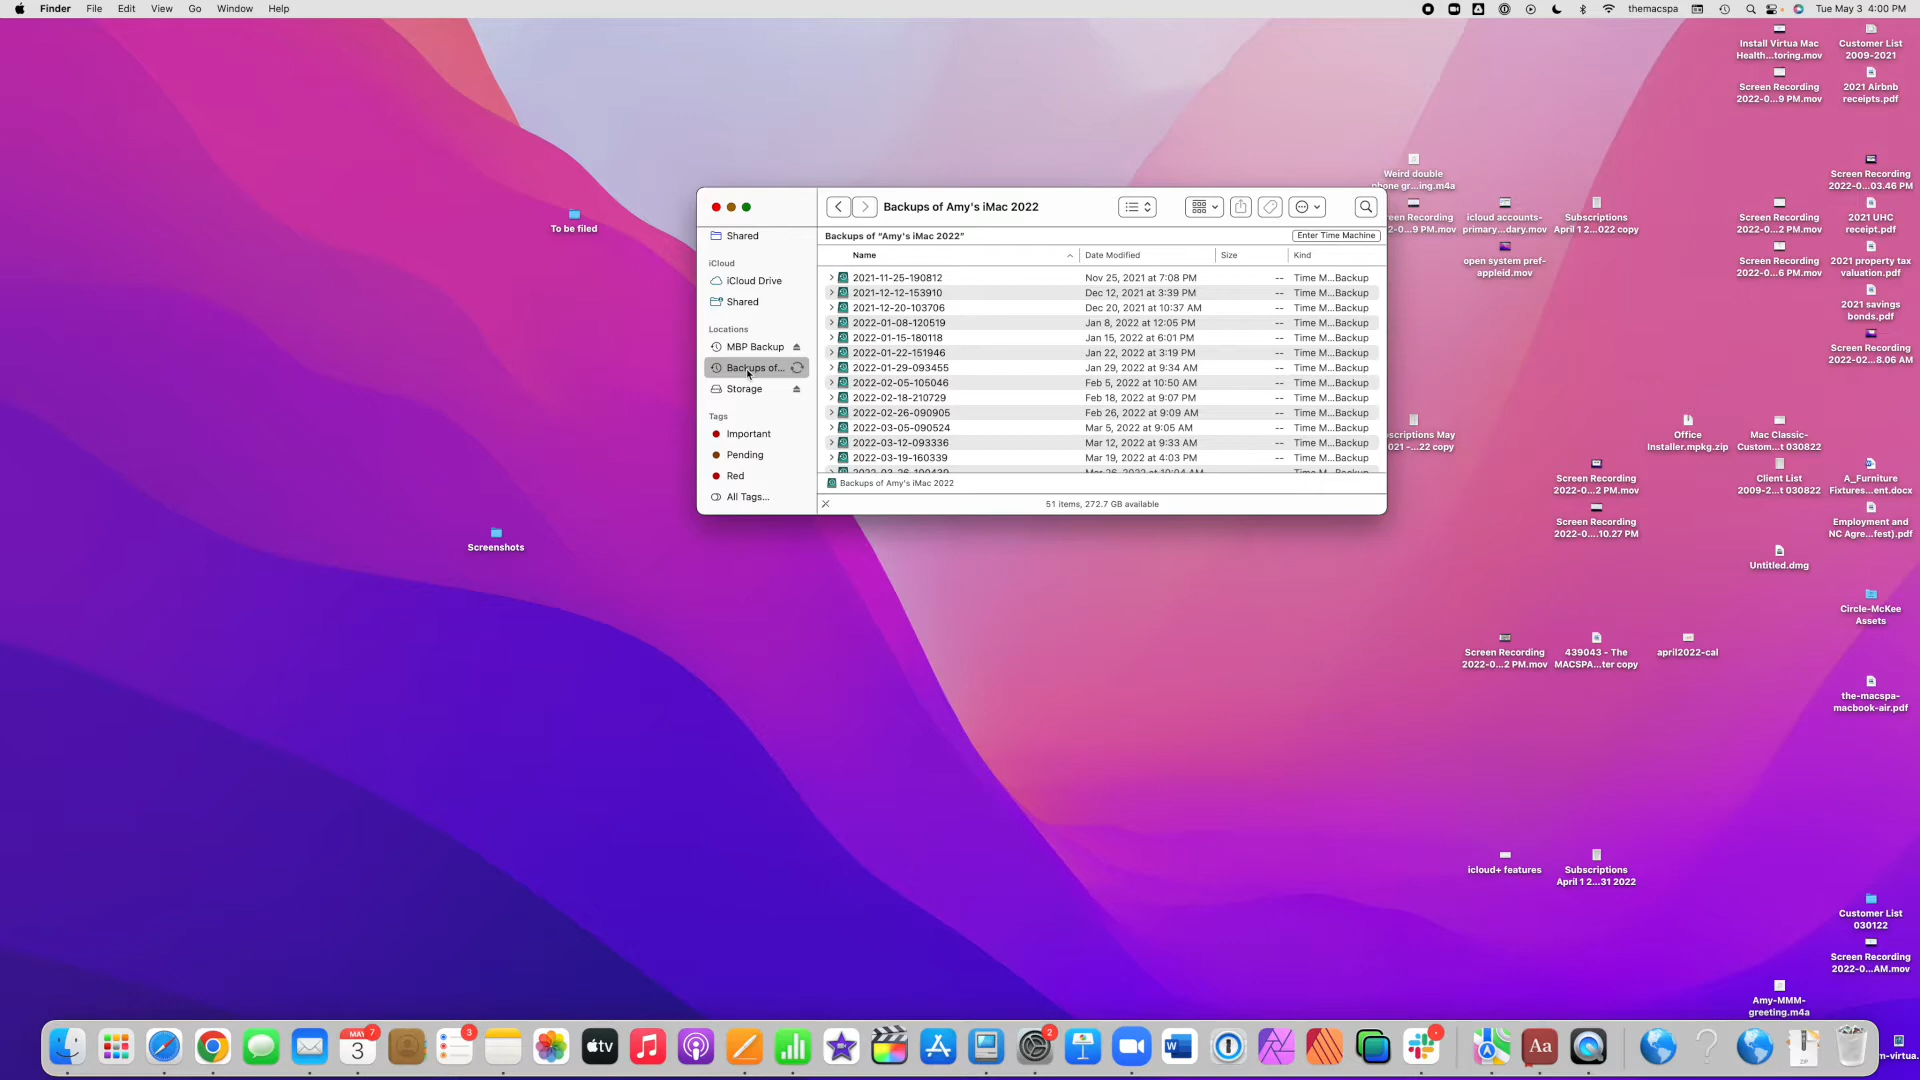 Finder File Edit View Go Window Help
themacspa
Tue May 3 4:00 PM
Install Virtua Mac
Health...toring.mov
Customer List
2009-2021
Screen Recording
2022-0...9 PM.mov
2021 Airbnb
receipts.pdf
Weird double
phone gr...ing.m4a
Screen Recording
2022-0...03.46 PM
To be filed
reen Recording
2022-0...9 PM.mov
icloud accounts-
primary...dary.mov
Subscriptions
April 1 2...022 copy
Screen Recording
2022-0...2 PM.mov
2021 UHC
receipt.pdf
open system pref-
appleid.mov
Screen Recording
2022-0...6 PM.mov
2021 property tax
valuation.pdf
2021 savings
bonds.pdf
Screen Recording
2022-02...8.06 AM
Shared
iCloud
iCloud Drive
Shared
Locations
MBP Backup
Backups of...
Storage
Tags
Important
Pending
Red
All Tags...
Backups of Amy's iMac 2022
Backups of "Amy's iMac 2022"
Enter Time Machine
Name Date Modified Size Kind
2021-11-25-190812 Nov 25, 2021 at 7:08 PM -- Time M...Backup
2021-12-12-153910 Dec 12, 2021 at 3:39 PM -- Time M...Backup
2021-12-20-103706 Dec 20, 2021 at 10:37 AM -- Time M...Backup
2022-01-08-120519 Jan 8, 2022 at 12:05 PM -- Time M...Backup
2022-01-15-180118 Jan 15, 2022 at 6:01 PM -- Time M...Backup
2022-01-22-151946 Jan 22, 2022 at 3:19 PM -- Time M...Backup
2022-01-29-093455 Jan 29, 2022 at 9:34 AM -- Time M...Backup
2022-02-05-105046 Feb 5, 2022 at 10:50 AM -- Time M...Backup
2022-02-18-210729 Feb 18, 2022 at 9:07 PM -- Time M...Backup
2022-02-26-090905 Feb 26, 2022 at 9:09 AM -- Time M...Backup
2022-03-05-090524 Mar 5, 2022 at 9:05 AM -- Time M...Backup
2022-03-12-093336 Mar 12, 2022 at 9:33 AM -- Time M...Backup
2022-03-19-160339 Mar 19, 2022 at 4:03 PM -- Time M...Backup
Backups of Amy's iMac 2022
51 items, 272.7 GB available
scriptions May
021 -...22 copy
Office
Installer.mpkg.zip
Mac Classic-
Custom...t 030822
Screen Recording
2022-0...2 PM.mov
Client List
2009-2...t 030822
A_Furniture
Fixtures...ent.docx
Screen Recording
2022-0....10.27 PM
Employment and
NC Agre...fest).pdf
Screenshots
Untitled.dmg
Circle-McKee
Assets
Screen Recording
2022-0...2 PM.mov
439043 - The
MACSPA...ter copy
april2022-cal
the-macspa-
macbook-air.pdf
icloud+ features
Subscriptions
April 1 2...31 2022
Customer List
030122
Screen Recording
2022-0...AM.mov
Amy-MMM-
greeting.m4a
m-virtua.
MAY
3
7
3
tv
2
W
Aa
ZIP